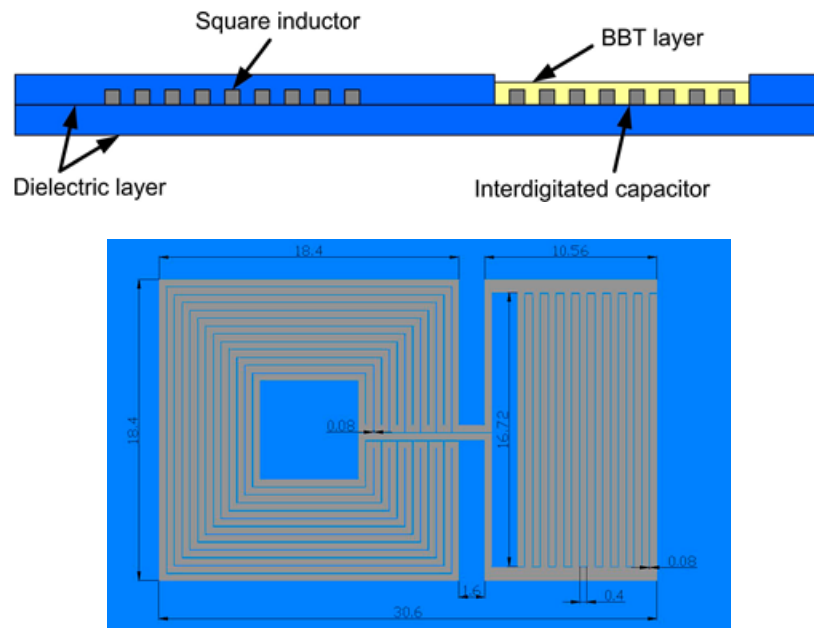 Square inductor
BBT layer
Dielectric layer
Interdigitated capacitor
18.4
10.56
18.4
0.08
16.72
0.08
1.6
0.4
30.6